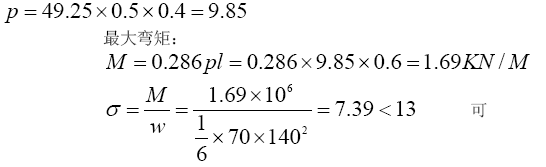 p = 49.25×0.5×0.4 = 9.85
最大弯矩:
M = 0.286pl = 0.286×9.85×0.6 = 1.69KN / M
σ = M/w = 1.69×10⁶ / (1/6 ×70×140²) = 7.39 < 13 可